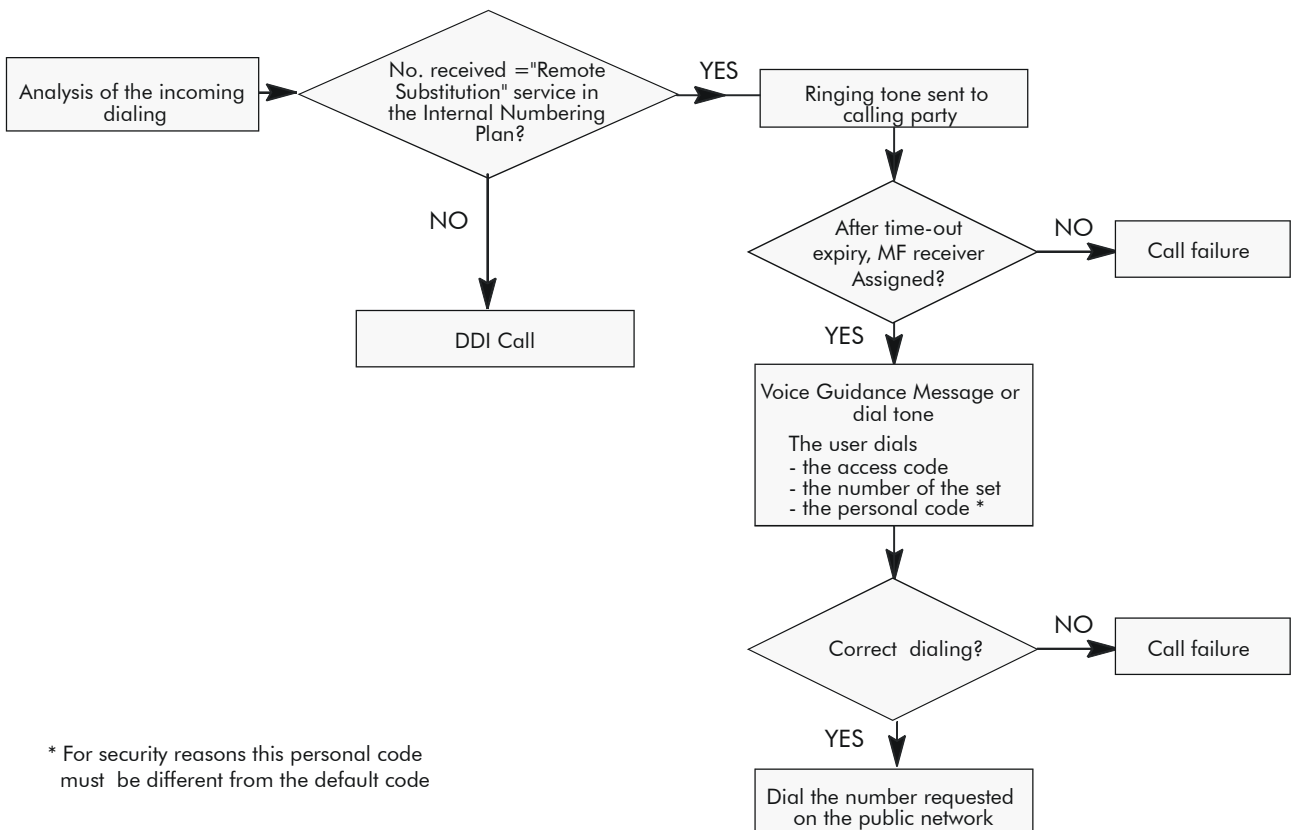 Analysis of the incoming
dialing
No. received ="Remote
Substitution" service in
the Internal Numbering
Plan?
YES
Ringing tone sent to
calling party
NO
DDI Call
After time-out
expiry, MF receiver
Assigned?
NO
Call failure
YES
Voice Guidance Message or
dial tone
The user dials
- the access code
- the number of the set
- the personal code *
Correct dialing?
NO
Call failure
YES
Dial the number requested
on the public network
* For security reasons this personal code
must be different from the default code